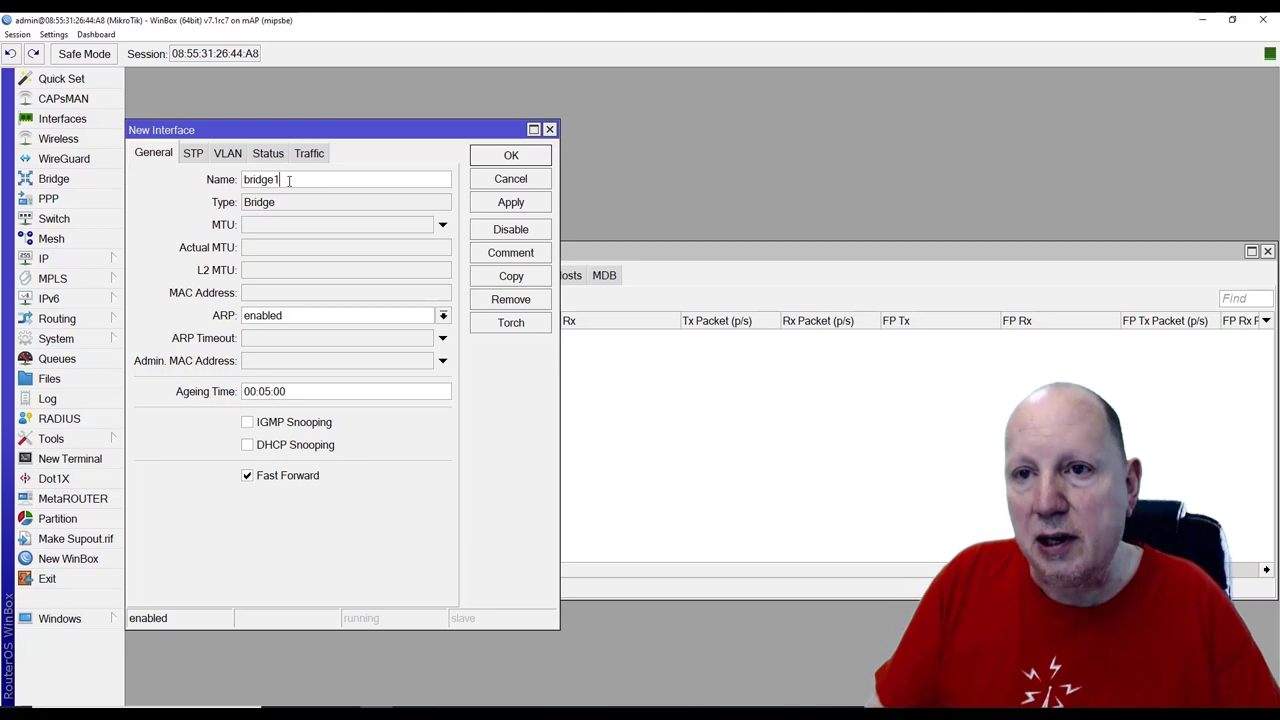 admin@08:55:31:26:44:A8 (MikroTik) - WinBox (64bit) v7.1rc7 on mAP (mipsbe)
Session Settings Dashboard
Safe Mode Session: 08:55:31:26:44:A8
Quick Set
CAPsMAN
Interfaces
Wireless
WireGuard
Bridge
PPP
Switch
Mesh
IP
MPLS
IPv6
Routing
System
Queues
Files
Log
RADIUS
Tools
New Terminal
Dot1X
MetaROUTER
Partition
Make Supout.rif
New WinBox
Exit
Windows
RouterOS WinBox
New Interface
General STP VLAN Status Traffic
Name: bridge1
Type: Bridge
MTU:
Actual MTU:
L2 MTU:
MAC Address:
ARP: enabled
ARP Timeout:
Admin. MAC Address:
Ageing Time: 00:05:00
IGMP Snooping
DHCP Snooping
Fast Forward
enabled running slave
OK
Cancel
Apply
Disable
Comment
Copy
Remove
Torch
MDB
Find
Rx Tx Packet (p/s) Rx Packet (p/s) FP Tx FP Rx FP Tx Packet (p/s) FP Rx